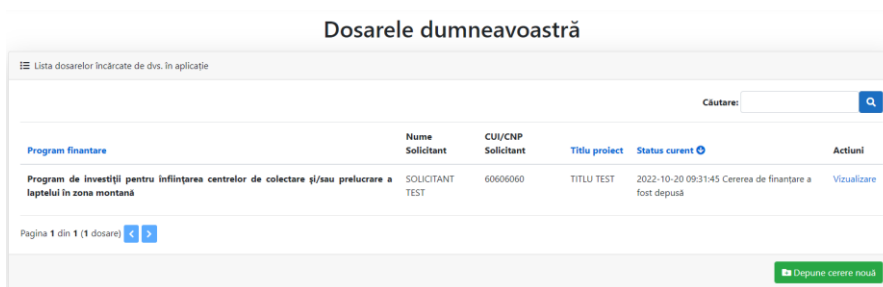 Dosarele dumneavoastră
Lista dosarelor încărcate de dvs. în aplicație
Căutare:
Program finantare
Nume Solicitant
CUI/CNP Solicitant
Titlu proiect
Status curent
Acțiuni
Program de investiții pentru înființarea centrelor de colectare și/sau prelucrare a
laptelui în zona montană
SOLICITANT
TEST
60606060
TITLU TEST
2022-10-20 09:31:45 Cererea de finanțare a
fost depusă
Vizualizare
Pagina 1 din 1 (1 dosare) < >
Depune cerere nouă